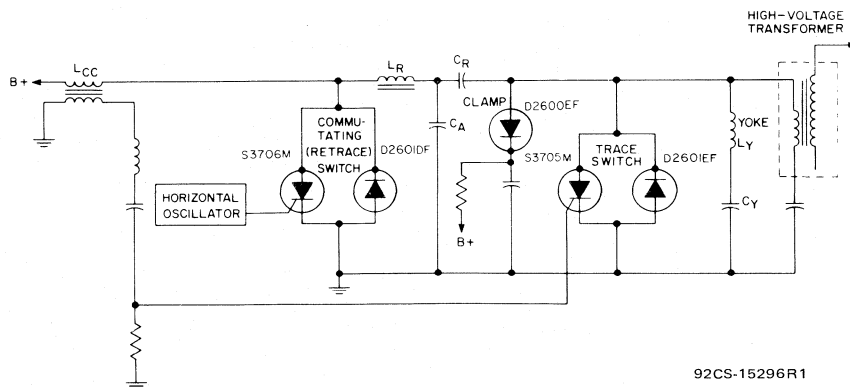 HIGH-VOLTAGE
TRANSFORMER
LCC
B+
LR
CR
CLAMP
D2600EF
CA
COMMU-
TATING
(RETRACE)
SWITCH
D2601DF
S3706M
HORIZONTAL
OSCILLATOR
B+
S3705M
TRACE
SWITCH
D2601EF
YOKE
LY
CY
92CS-15296R1